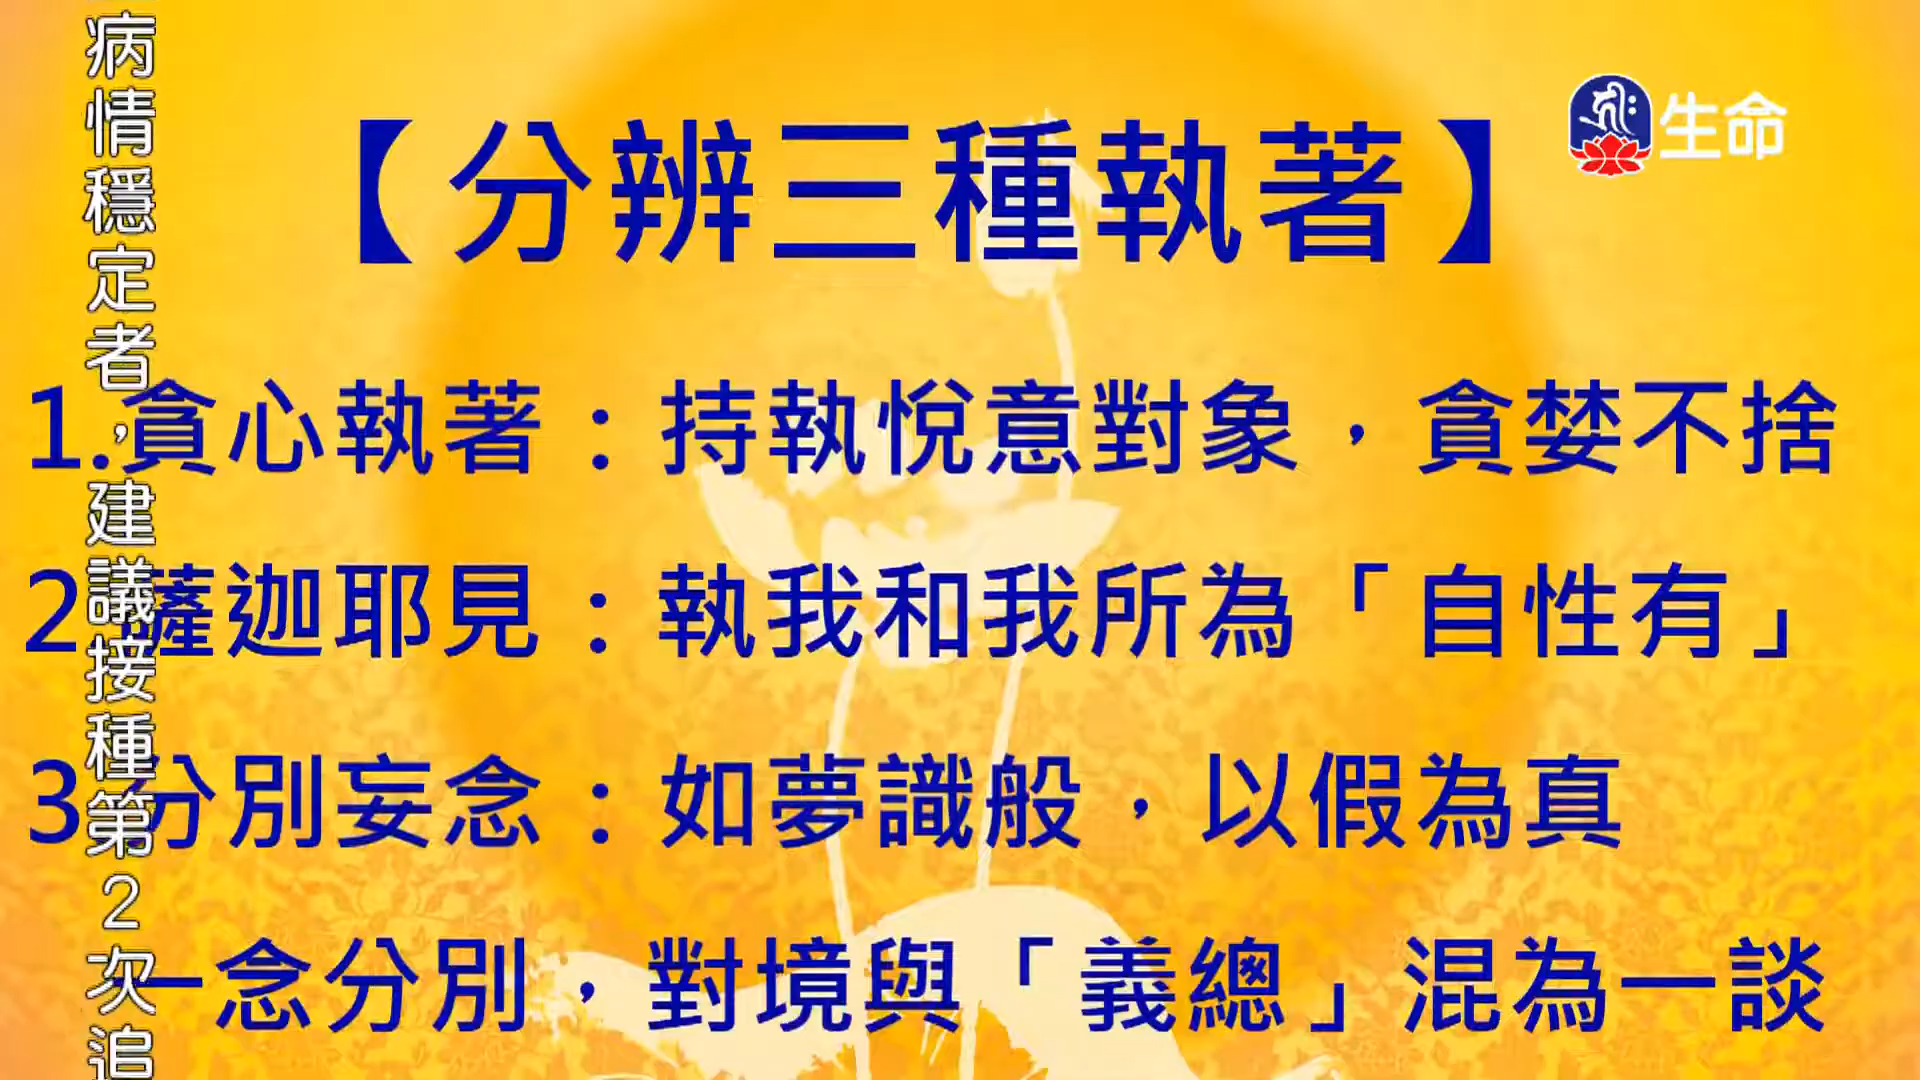 【分辨三種執著】
生命
1.貪心執著：持執悅意對象，貪婪不捨
2.薩迦耶見：執我和我所為「自性有」
3.分別妄念：如夢識般，以假為真
一念分別，對境與「義總」混為一談
病情穩定者，建議接種第2次追